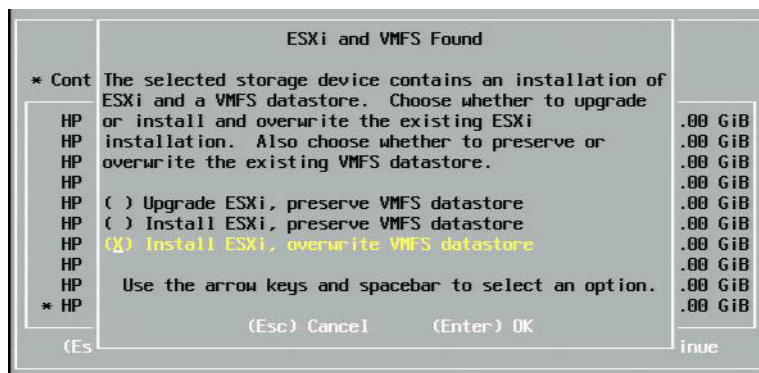 ESXi and VMFS Found
* Cont
The selected storage device contains an installation of
ESXi and a VMFS datastore. Choose whether to upgrade
HP or install and overwrite the existing ESXi .00 GiB
HP installation. Also choose whether to preserve or .00 GiB
HP overwrite the existing VMFS datastore. .00 GiB
HP .00 GiB
HP ( ) Upgrade ESXi, preserve VMFS datastore .00 GiB
HP ( ) Install ESXi, preserve VMFS datastore .00 GiB
HP (X) Install ESXi, overwrite VMFS datastore .00 GiB
HP .00 GiB
HP Use the arrow keys and spacebar to select an option. .00 GiB
* HP .00 GiB
(Esc) Cancel (Enter) OK
(Es inue